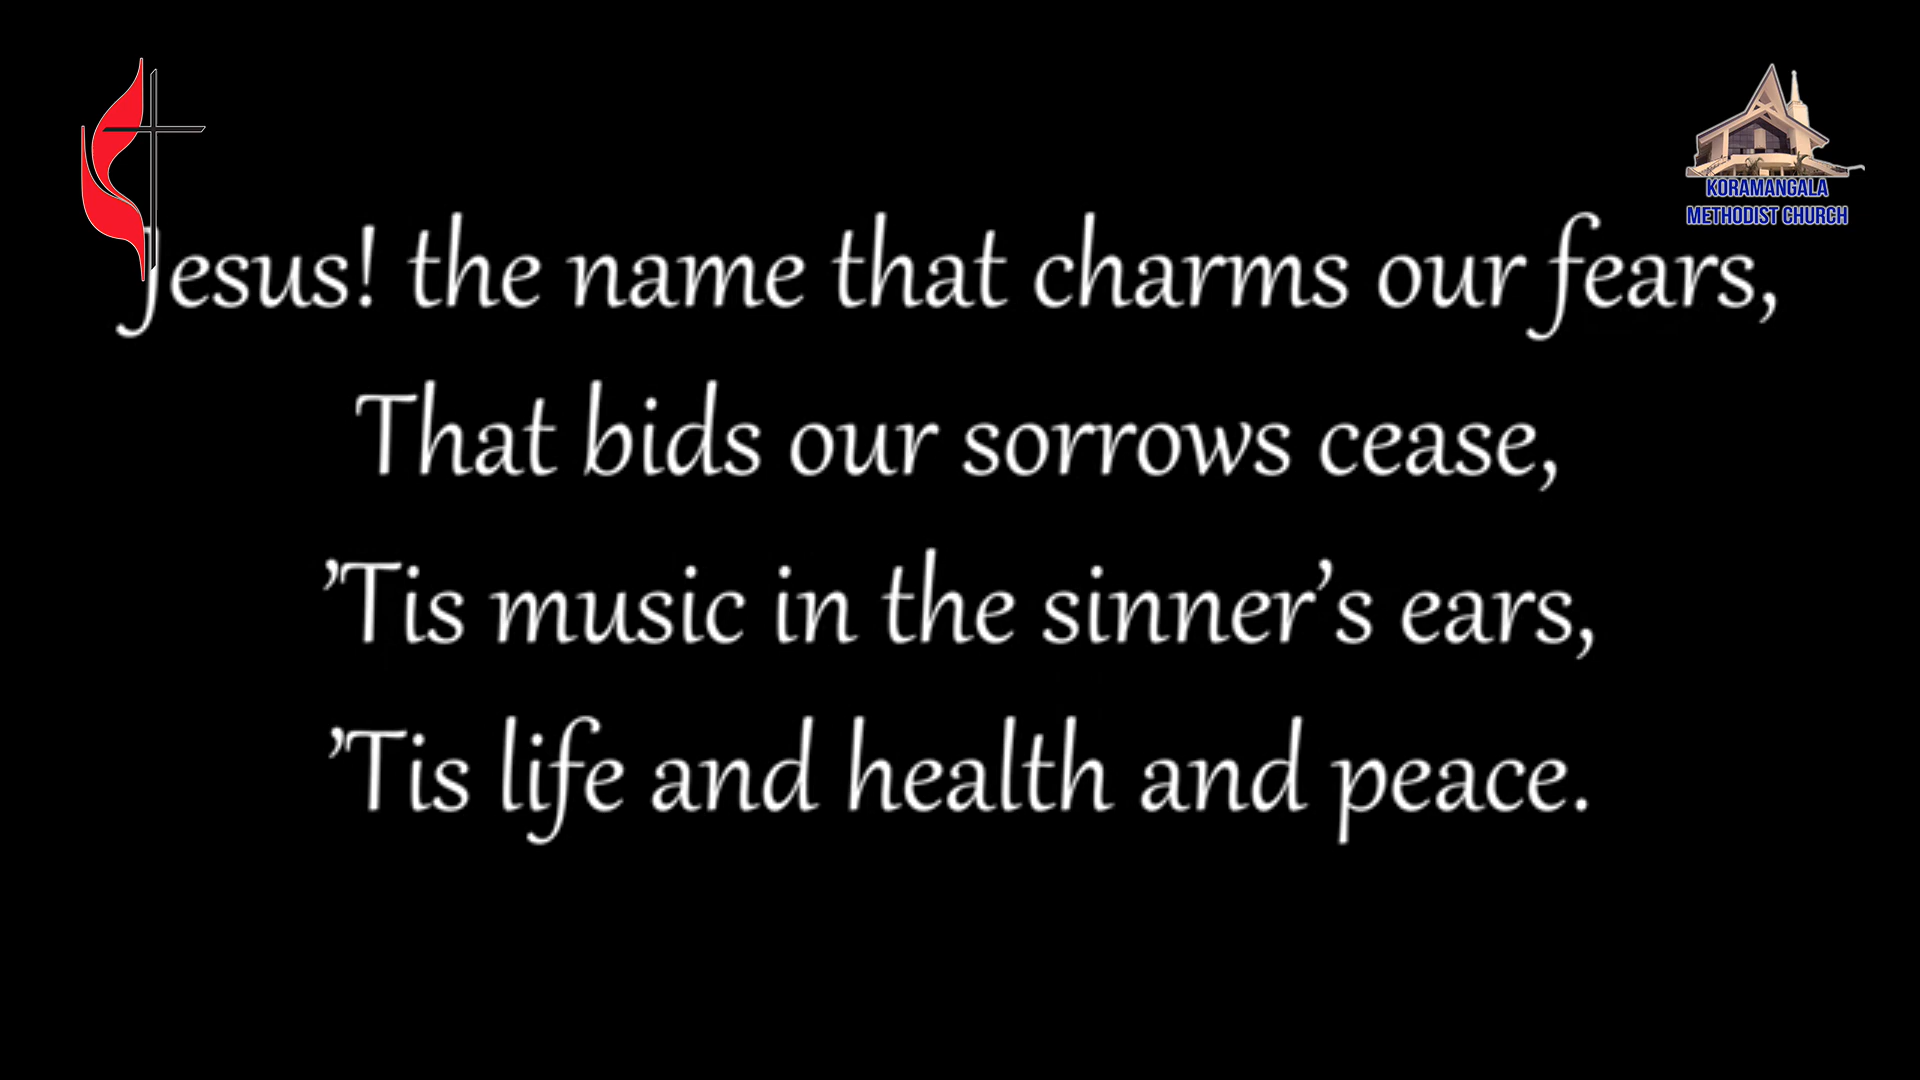 KORAMANGALA
METHODIST CHURCH
Jesus! the name that charms our fears,
That bids our sorrows cease,
’Tis music in the sinner’s ears,
’Tis life and health and peace.